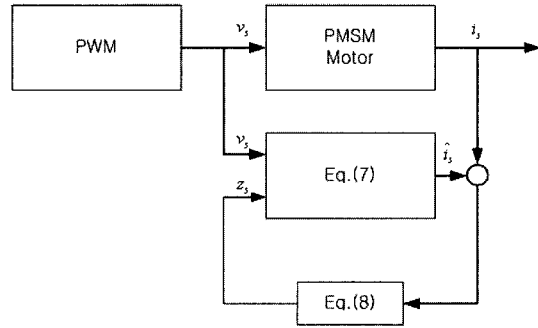 PWM
v_s
PMSM
Motor
i_s
v_s
z_s
Eq.(7)
î_s
Eq.(8)